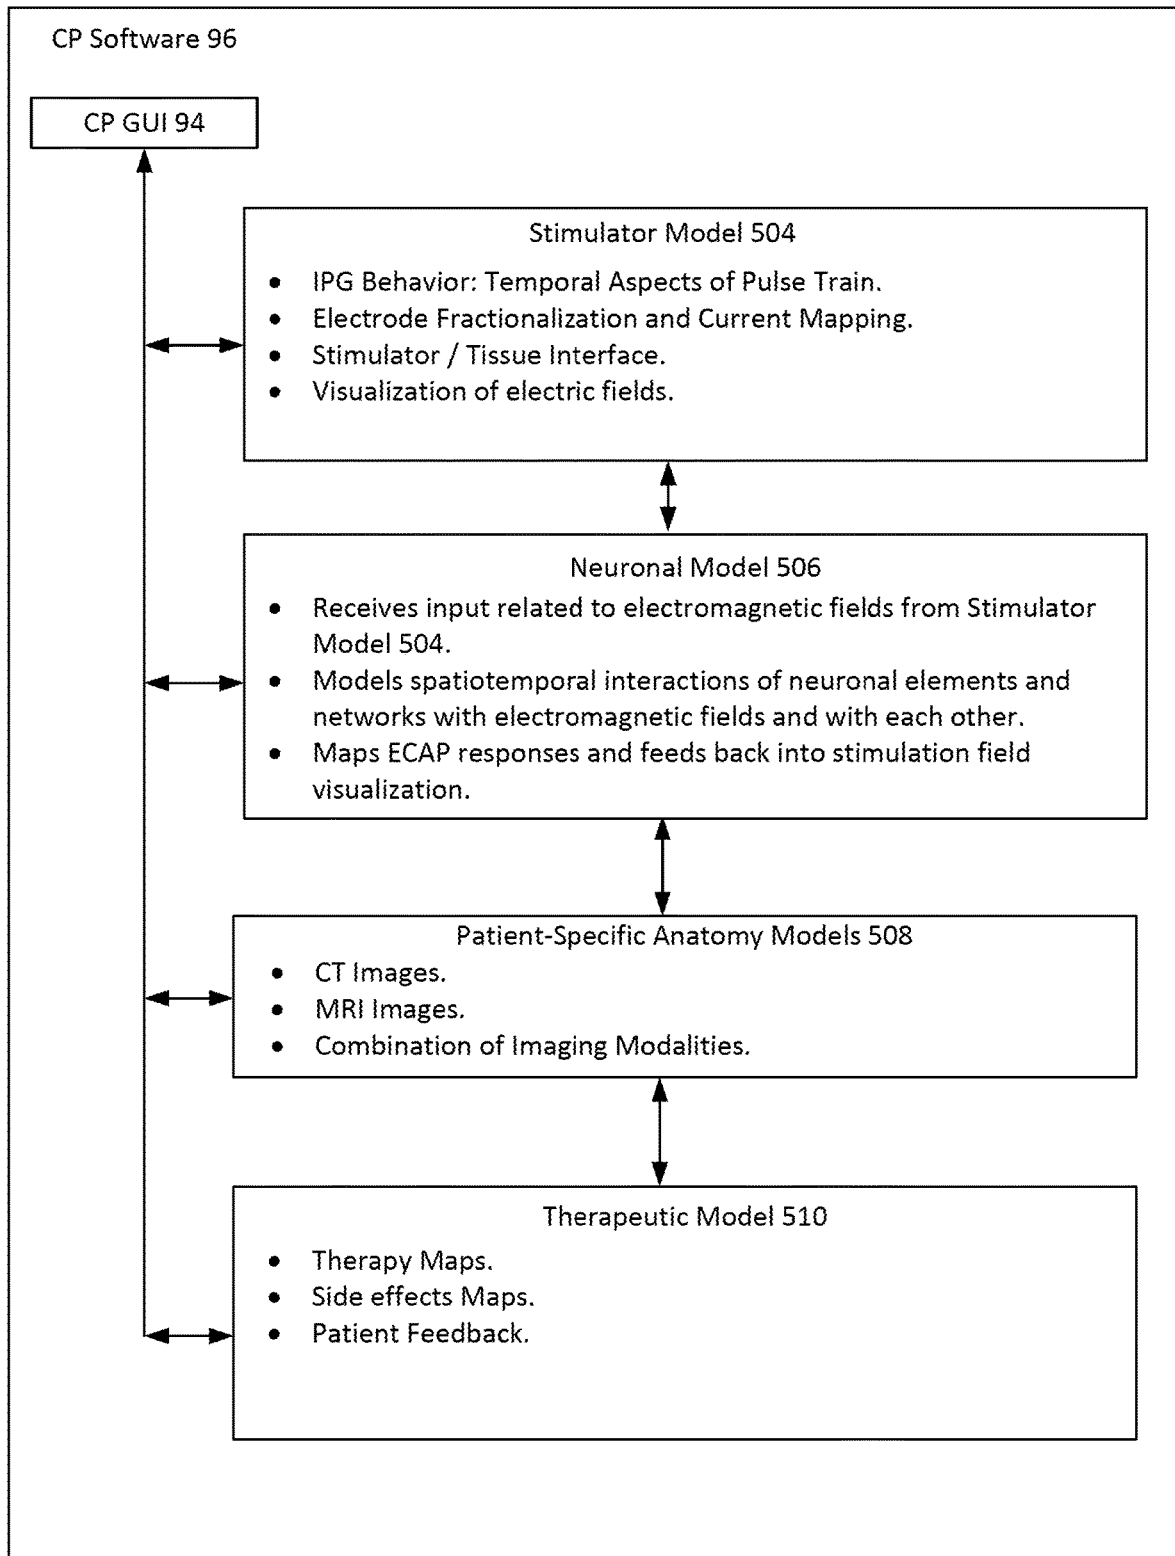 CP Software 96
CP GUI 94
Stimulator Model 504
• IPG Behavior: Temporal Aspects of Pulse Train.
• Electrode Fractionalization and Current Mapping.
• Stimulator / Tissue Interface.
• Visualization of electric fields.
Neuronal Model 506
• Receives input related to electromagnetic fields from Stimulator
Model 504.
• Models spatiotemporal interactions of neuronal elements and
networks with electromagnetic fields and with each other.
• Maps ECAP responses and feeds back into stimulation field
visualization.
Patient-Specific Anatomy Models 508
• CT Images.
• MRI Images.
• Combination of Imaging Modalities.
Therapeutic Model 510
• Therapy Maps.
• Side effects Maps.
• Patient Feedback.